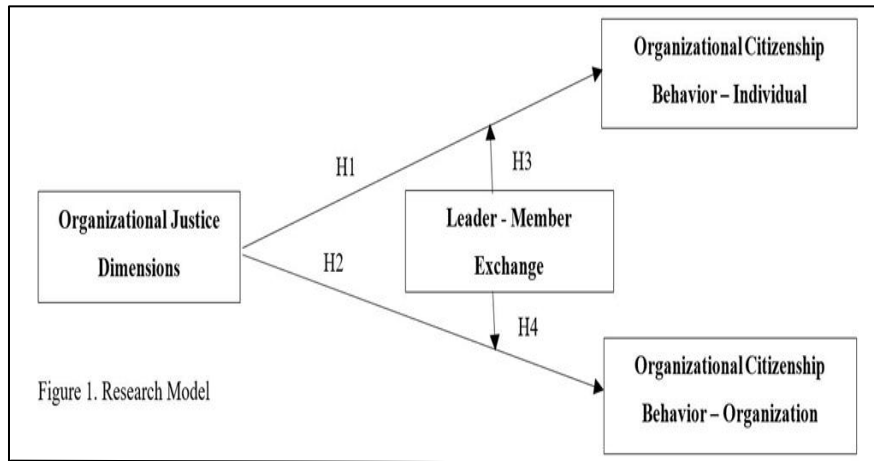 Organizational Citizenship
Behavior – Individual
H1
H3
Organizational Justice
Dimensions
Leader - Member
Exchange
H2
H4
Organizational Citizenship
Behavior – Organization
Figure 1. Research Model